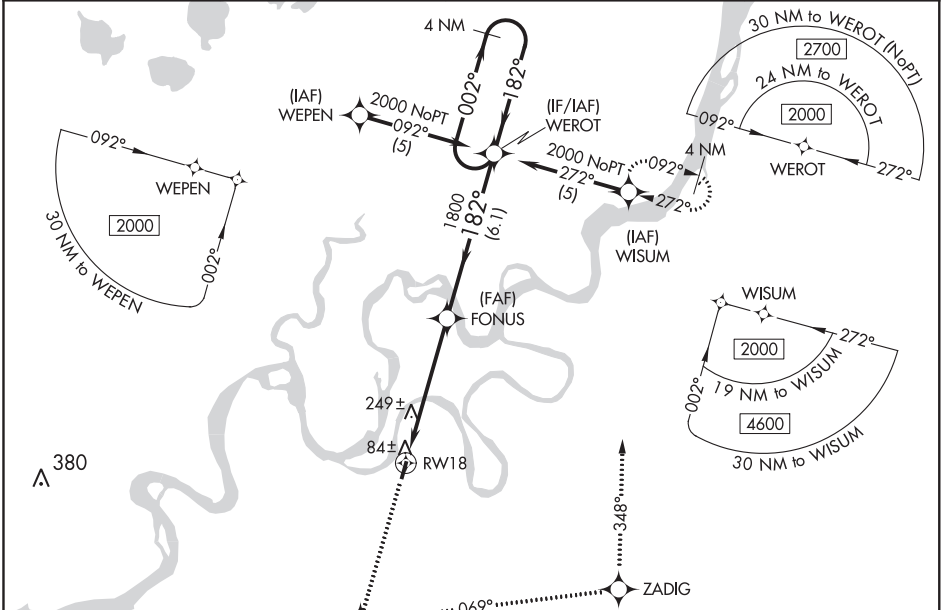 4 NM
30 NM to WEROT (NoPT)
2700
24 NM to WEROT
2000
092°
272°
WEROT
(IAF)
WEPEN
2000 NoPT
092°
(5)
002°
182°
(IF/IAF)
WEROT
2000 NoPT
272°
(5)
092°
272°
4 NM
(IAF)
WISUM
092°
WEPEN
2000
002°
30 NM to WEPEN
1800
182°
(6.1)
(FAF)
FONUS
WISUM
272°
2000
19 NM to WISUM
002°
4600
30 NM to WISUM
249±
84±
RW18
380
348°
ZADIG
069°